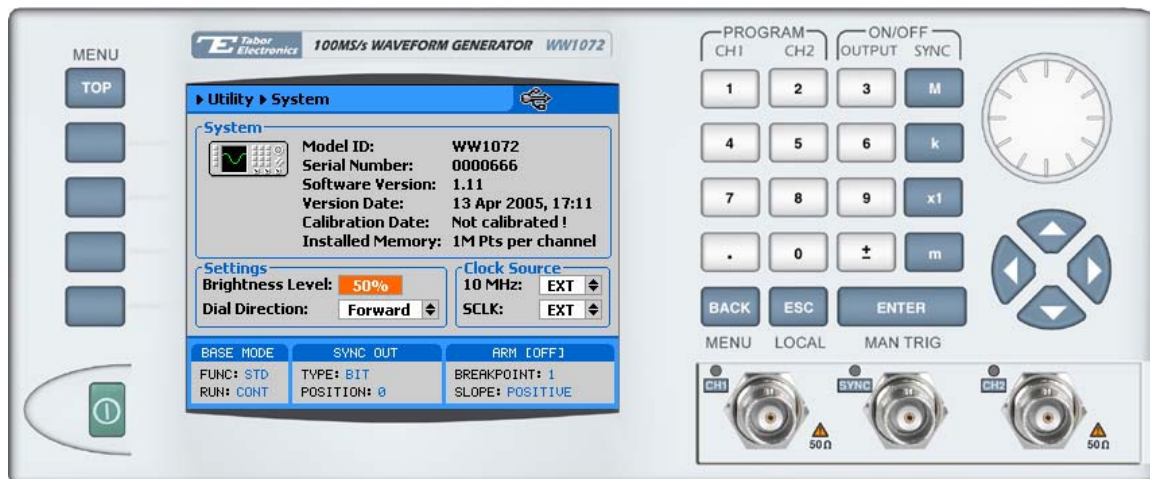 MENU
TOP
Tabor
Electronics
100MS/s WAVEFORM GENERATOR WW1072
Utility System
System
Model ID: WW1072
Serial Number: 0000666
Software Version: 1.11
Version Date: 13 Apr 2005, 17:11
Calibration Date: Not calibrated !
Installed Memory: 1M Pts per channel
Settings
Brightness Level: 50%
Dial Direction: Forward
Clock Source
10 MHz: EXT
SCLK: EXT
BASE MODE
FUNC: STD
RUN: CONT
SYNC OUT
TYPE: BIT
POSITION: 0
ARM [OFF]
BREAKPOINT: 1
SLOPE: POSITIVE
PROGRAM
CH1 CH2
ON/OFF
OUTPUT SYNC
1 2 3 M
4 5 6 k
7 8 9 x1
. 0 ± m
BACK ESC ENTER
MENU LOCAL MAN TRIG
CH1 SYNC CH2
50Ω 50Ω